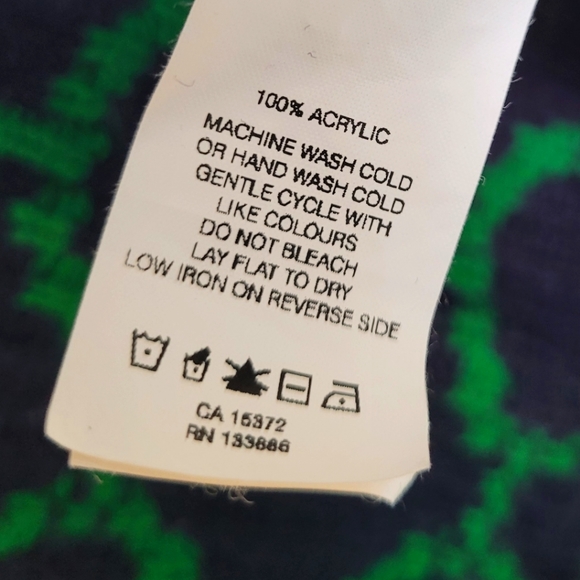 100% ACRYLIC
MACHINE WASH COLD
OR HAND WASH COLD
GENTLE CYCLE WITH
LIKE COLOURS
DO NOT BLEACH
LAY FLAT TO DRY
LOW IRON ON REVERSE SIDE
CA 15372
RN 133886